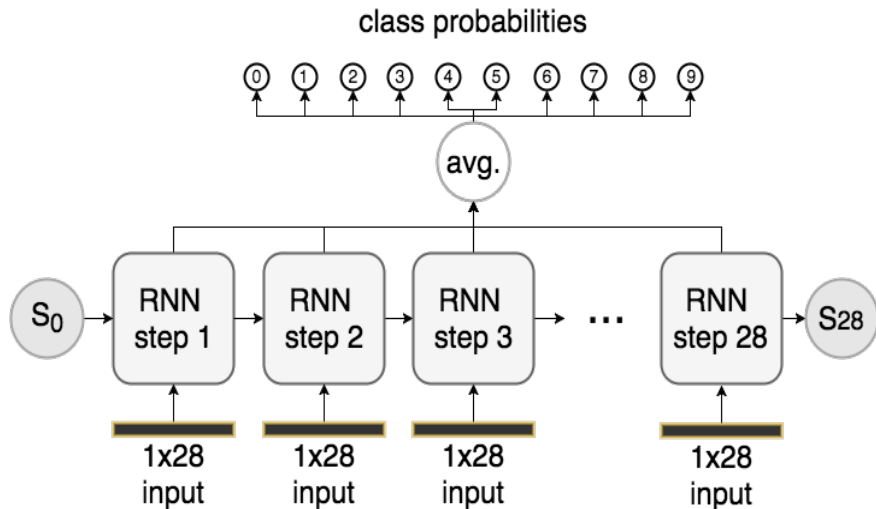 class probabilities
0 1 2 3 4 5 6 7 8 9
avg.
S0
RNN
step 1
RNN
step 2
RNN
step 3
...
RNN
step 28
S28
1x28
input
1x28
input
1x28
input
1x28
input